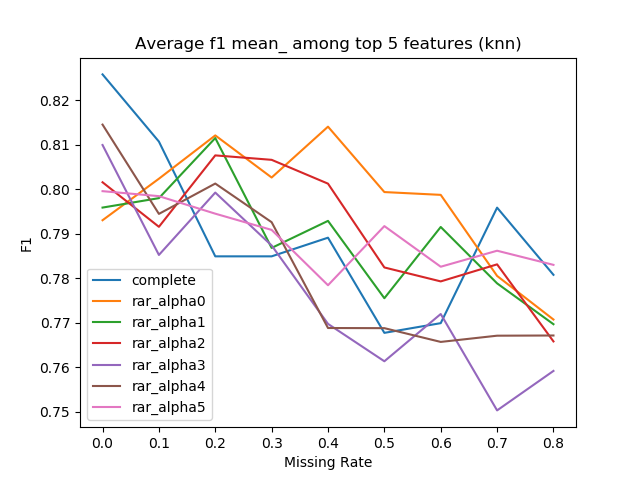 Average f1 mean_ among top 5 features (knn)
0.82
0.81
0.80
0.79
0.78
0.77
0.76
0.75
F1
complete
rar_alpha0
rar_alpha1
rar_alpha2
rar_alpha3
rar_alpha4
rar_alpha5
0.0 0.1 0.2 0.3 0.4 0.5 0.6 0.7 0.8
Missing Rate